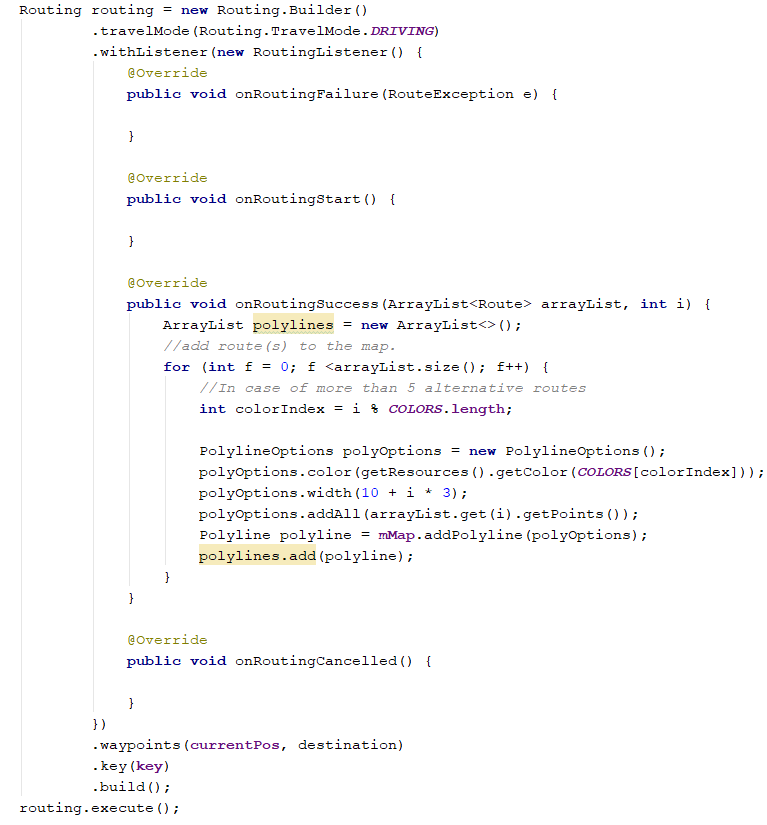 Routing routing = new Routing.Builder()
        .travelMode(Routing.TravelMode.DRIVING)
        .withListener(new RoutingListener() {
            @Override
            public void onRoutingFailure(RouteException e) {

            }

            @Override
            public void onRoutingStart() {

            }

            @Override
            public void onRoutingSuccess(ArrayList<Route> arrayList, int i) {
                ArrayList polylines = new ArrayList<>();
                //add route(s) to the map.
                for (int f = 0; f <arrayList.size(); f++) {
                    //In case of more than 5 alternative routes
                    int colorIndex = i % COLORS.length;

                    PolylineOptions polyOptions = new PolylineOptions();
                    polyOptions.color(getResources().getColor(COLORS[colorIndex]));
                    polyOptions.width(10 + i * 3);
                    polyOptions.addAll(arrayList.get(i).getPoints());
                    Polyline polyline = mMap.addPolyline(polyOptions);
                    polylines.add(polyline);
                }
            }

            @Override
            public void onRoutingCancelled() {

            }
        })
        .waypoints(currentPos, destination)
        .key(key)
        .build();
routing.execute();